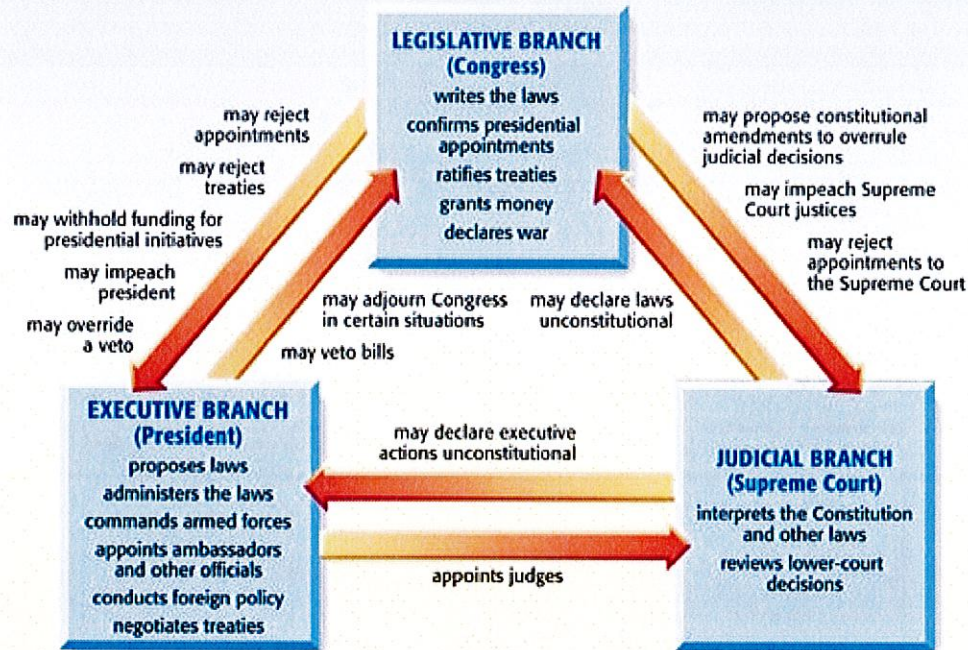 LEGISLATIVE BRANCH
(Congress)
writes the laws
confirms presidential
appointments
ratifies treaties
grants money
declares war
may reject
appointments
may reject
treaties
may withhold funding for
presidential initiatives
may impeach
president
may override
a veto
may adjourn Congress
in certain situations
may veto bills
may declare laws
unconstitutional
may propose constitutional
amendments to overrule
judicial decisions
may impeach Supreme
Court justices
may reject
appointments to
the Supreme Court
EXECUTIVE BRANCH
(President)
proposes laws
administers the laws
commands armed forces
appoints ambassadors
and other officials
conducts foreign policy
negotiates treaties
may declare executive
actions unconstitutional
appoints judges
JUDICIAL BRANCH
(Supreme Court)
interprets the Constitution
and other laws
reviews lower-court
decisions